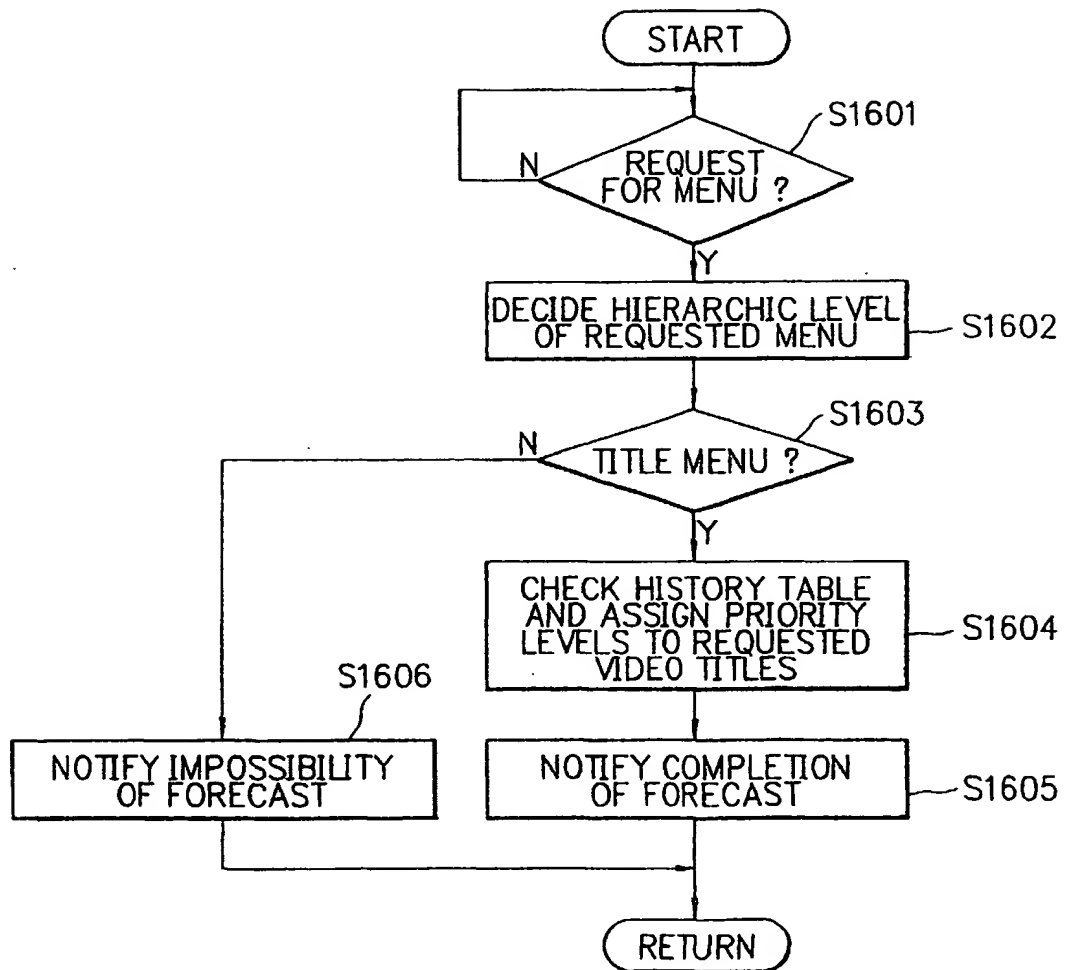 START
S1601
REQUEST
FOR MENU ?
N
Y
DECIDE HIERARCHIC LEVEL
OF REQUESTED MENU
S1602
S1603
TITLE MENU ?
N
Y
CHECK HISTORY TABLE
AND ASSIGN PRIORITY
LEVELS TO REQUESTED
VIDEO TITLES
S1604
S1606
NOTIFY IMPOSSIBILITY
OF FORECAST
NOTIFY COMPLETION
OF FORECAST
S1605
RETURN